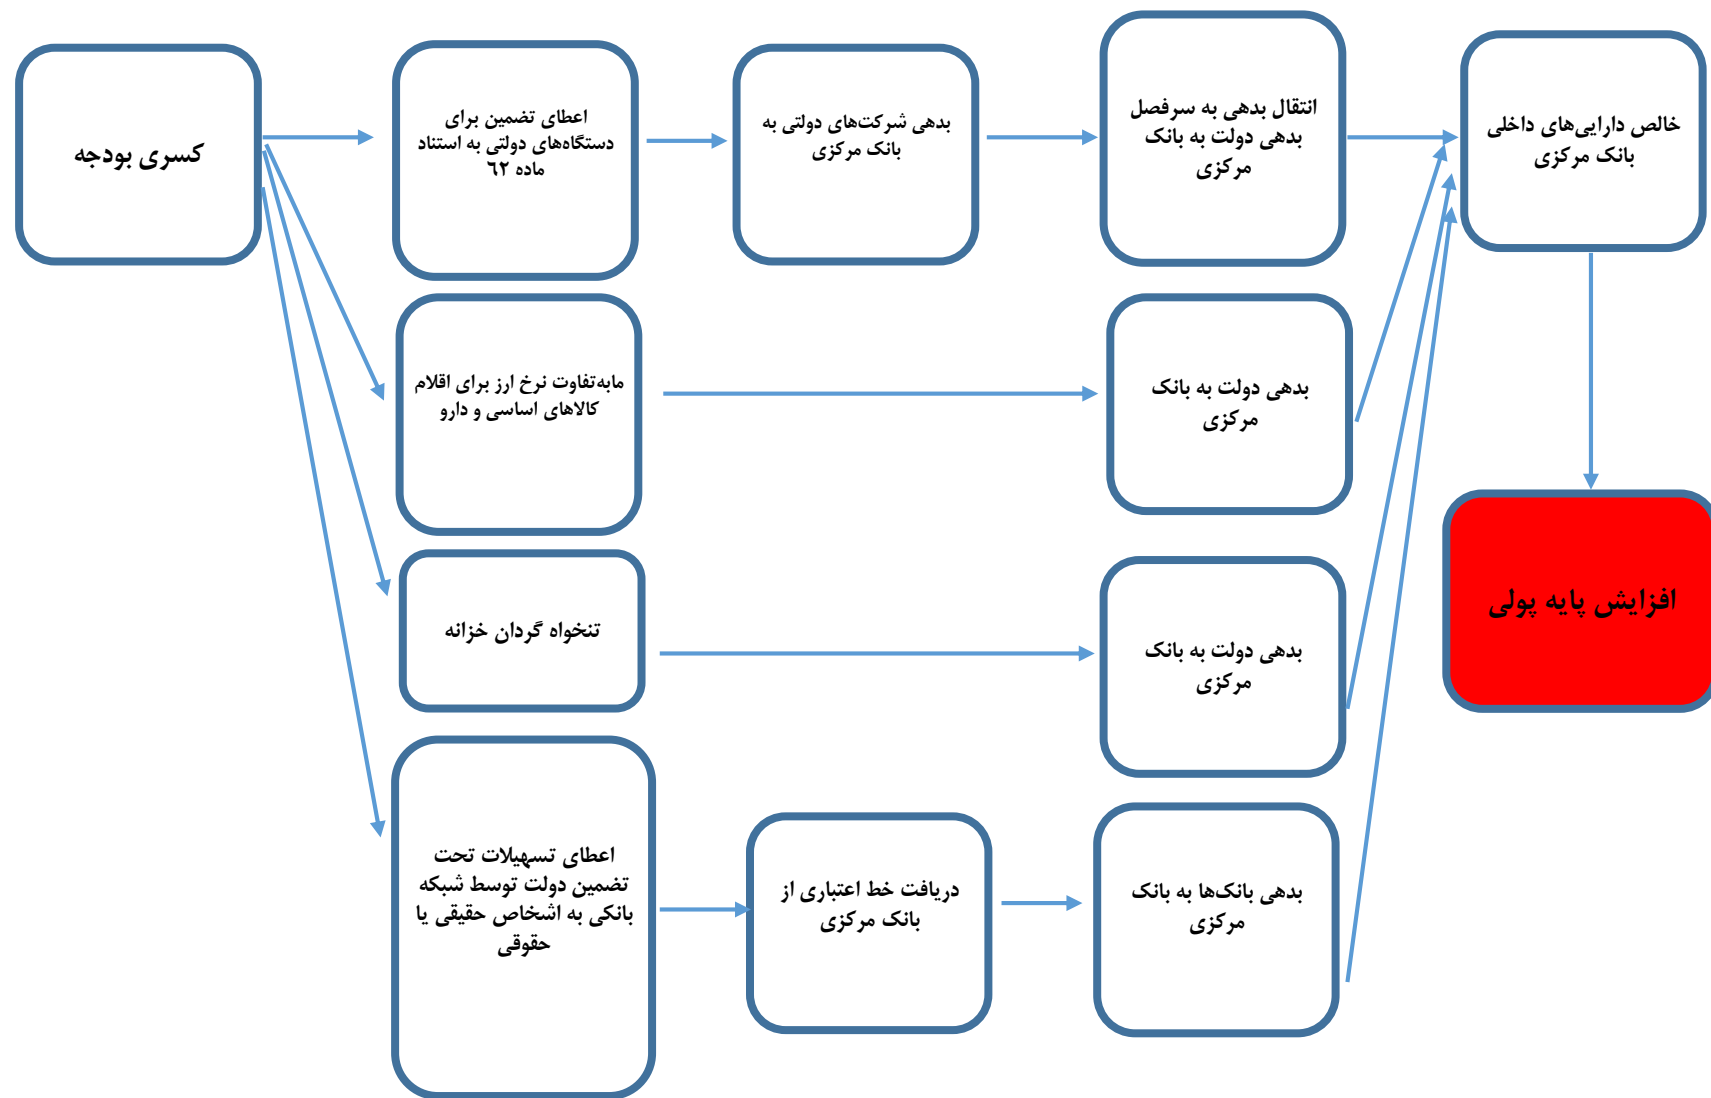 کسری بودجه
اعطای تضمین برای
دستگاه‌های دولتی به استناد
ماده ٦٢
بدهی شرکت‌های دولتی به
بانک مرکزی
انتقال بدهی به سرفصل
بدهی دولت به بانک
مرکزی
خالص دارایی‌های داخلی
بانک مرکزی
مابه‌تفاوت نرخ ارز برای اقلام
کالاهای اساسی و دارو
بدهی دولت به بانک
مرکزی
تنخواه گردان خزانه
بدهی دولت به بانک
مرکزی
افزایش پایه پولی
اعطای تسهیلات تحت
تضمین دولت توسط شبکه
بانکی به اشخاص حقیقی یا
حقوقی
دریافت خط اعتباری از
بانک مرکزی
بدهی بانک‌ها به بانک
مرکزی